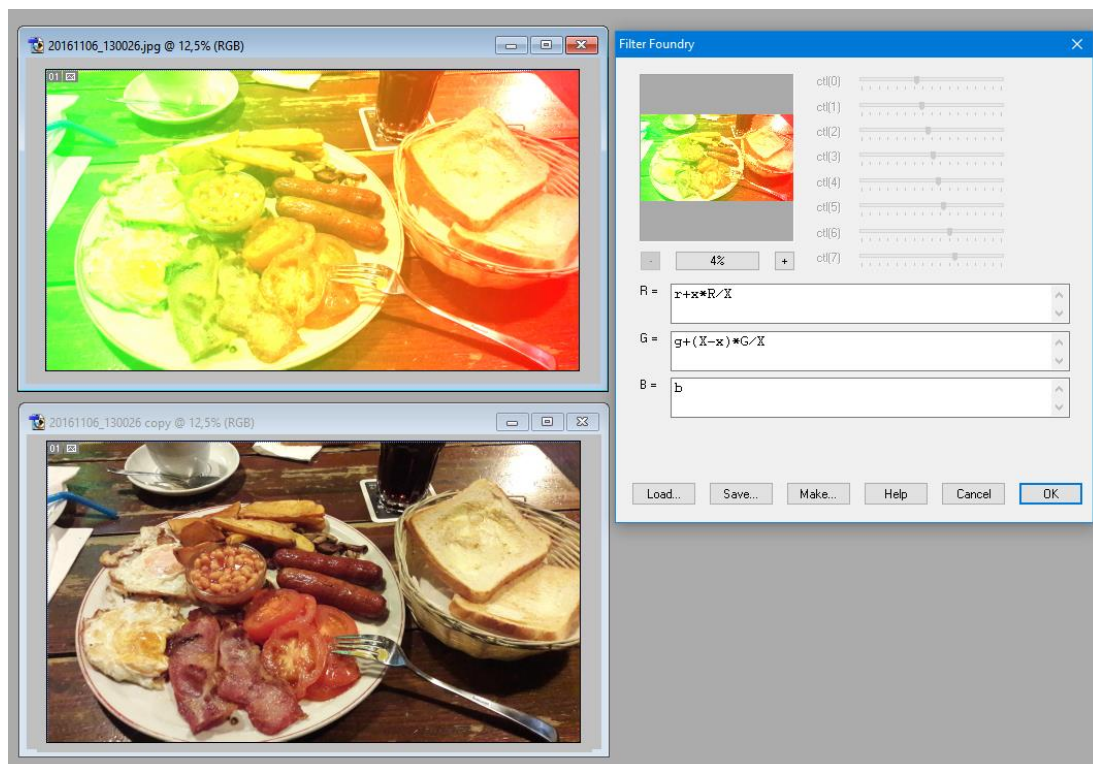 20161106_130026.jpg @ 12,5% (RGB)
01
20161106_130026 copy @ 12,5% (RGB)
01
Filter Foundry
ctl(0)
ctl(1)
ctl(2)
ctl(3)
ctl(4)
ctl(5)
ctl(6)
ctl(7)
- 4% +
R = r+x*R/X
G = g+(X-x)*G/X
B = b
Load... Save... Make... Help Cancel OK